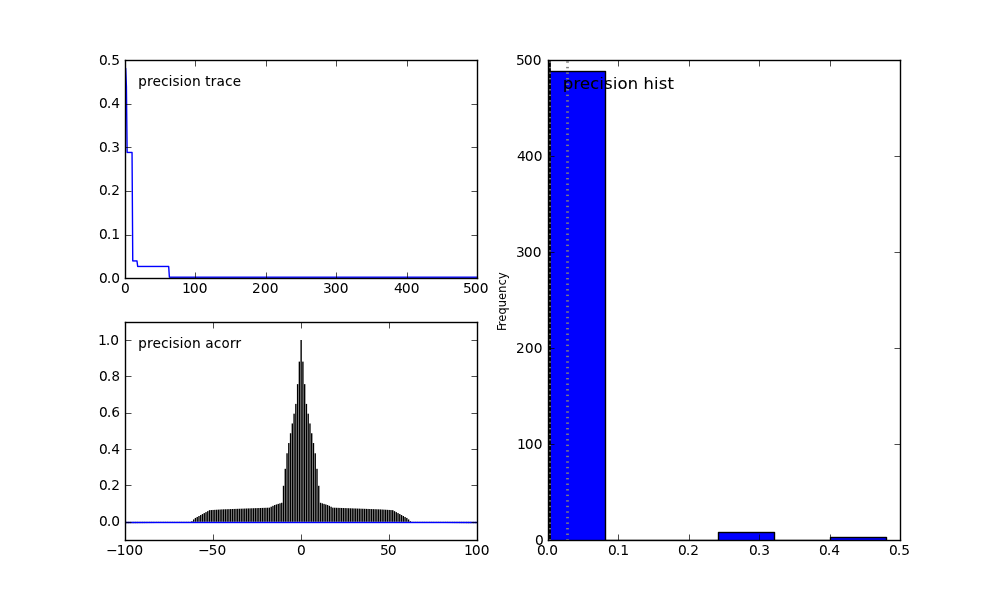 precision trace
0.5
0.4
0.3
0.2
0.1
0.0
0 100 200 300 400 500
precision acorr
1.0
0.8
0.6
0.4
0.2
0.0
−100 −50 0 50 100
precision hist
Frequency
500
400
300
200
100
0
0.0 0.1 0.2 0.3 0.4 0.5